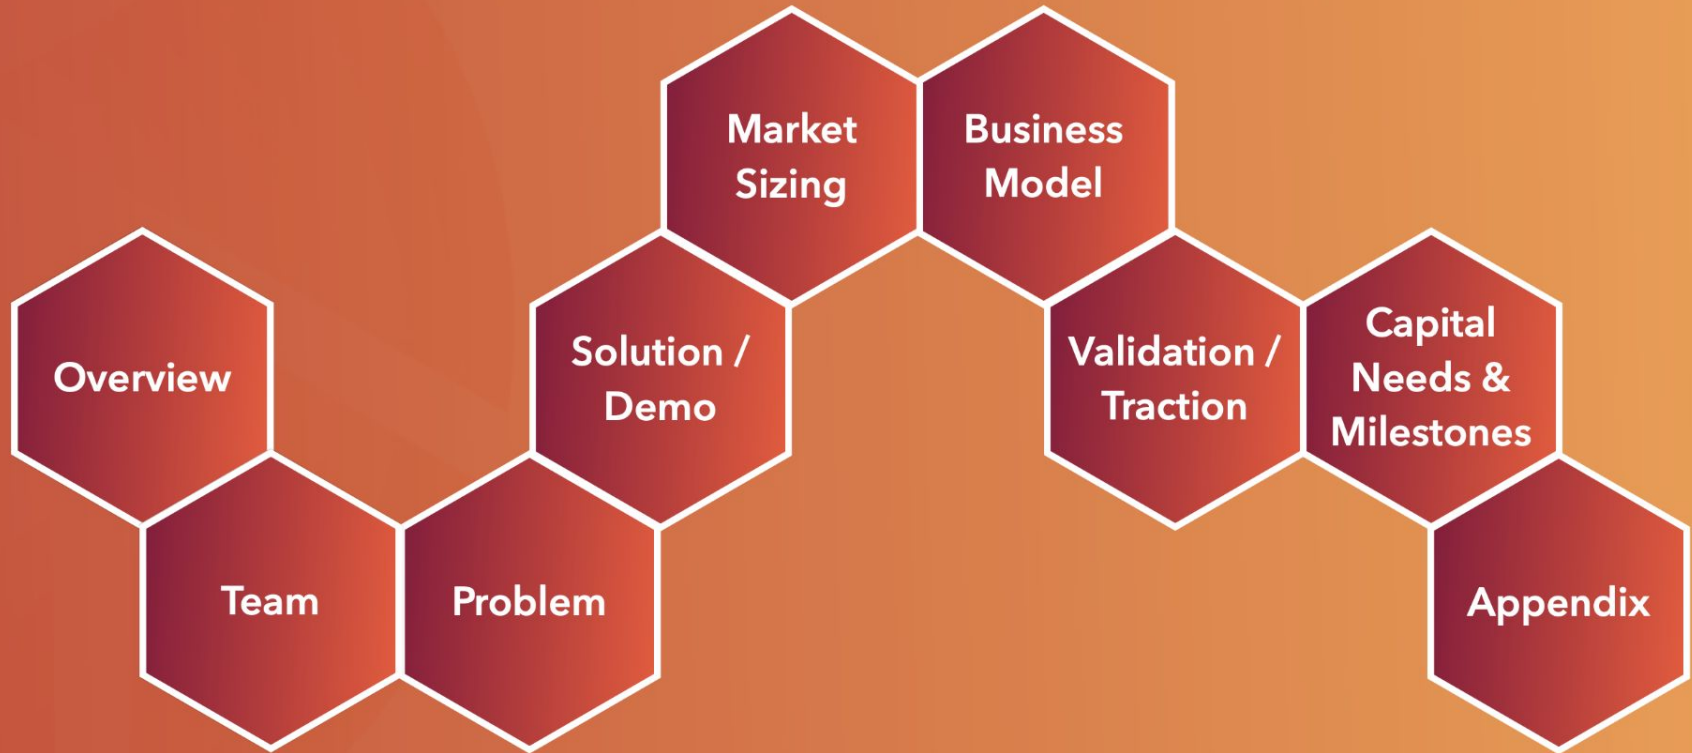 Overview
Team
Problem
Solution /
Demo
Market
Sizing
Business
Model
Validation /
Traction
Capital
Needs &
Milestones
Appendix